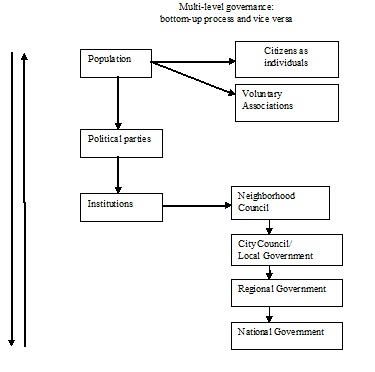 Multi-level governance:
bottom-up process and vice versa
Population
Citizens as
individuals
Voluntary
Associations
Political parties
Institutions
Neighborhood
Council
City Council/
Local Government
Regional Government
National Government